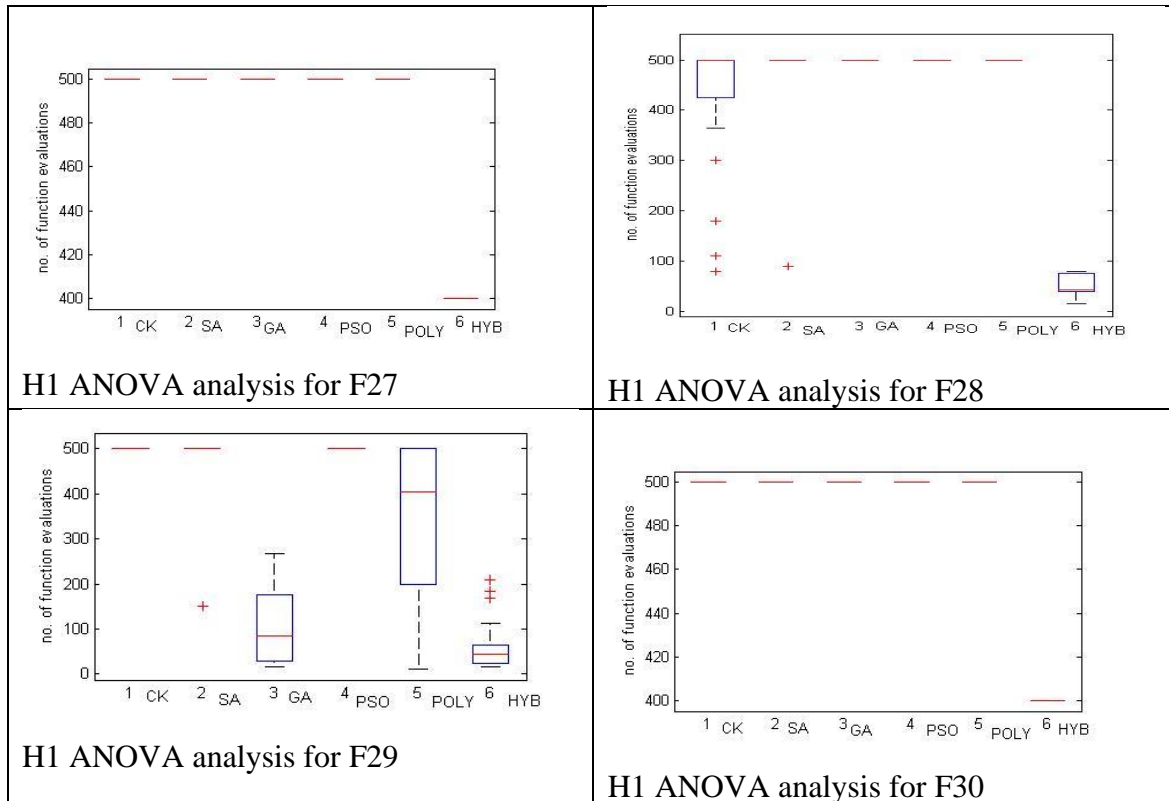 no. of function evaluations
500
480
460
440
420
400
1 CK 2 SA 3 GA 4 PSO 5 POLY 6 HYB
H1 ANOVA analysis for F27
no. of function evaluations
500
400
300
200
100
0
1 CK 2 SA 3 GA 4 PSO 5 POLY 6 HYB
H1 ANOVA analysis for F28
no. of function evaluations
500
400
300
200
100
0
1 CK 2 SA 3 GA 4 PSO 5 POLY 6 HYB
H1 ANOVA analysis for F29
no. of function evaluations
500
480
460
440
420
400
1 CK 2 SA 3 GA 4 PSO 5 POLY 6 HYB
H1 ANOVA analysis for F30